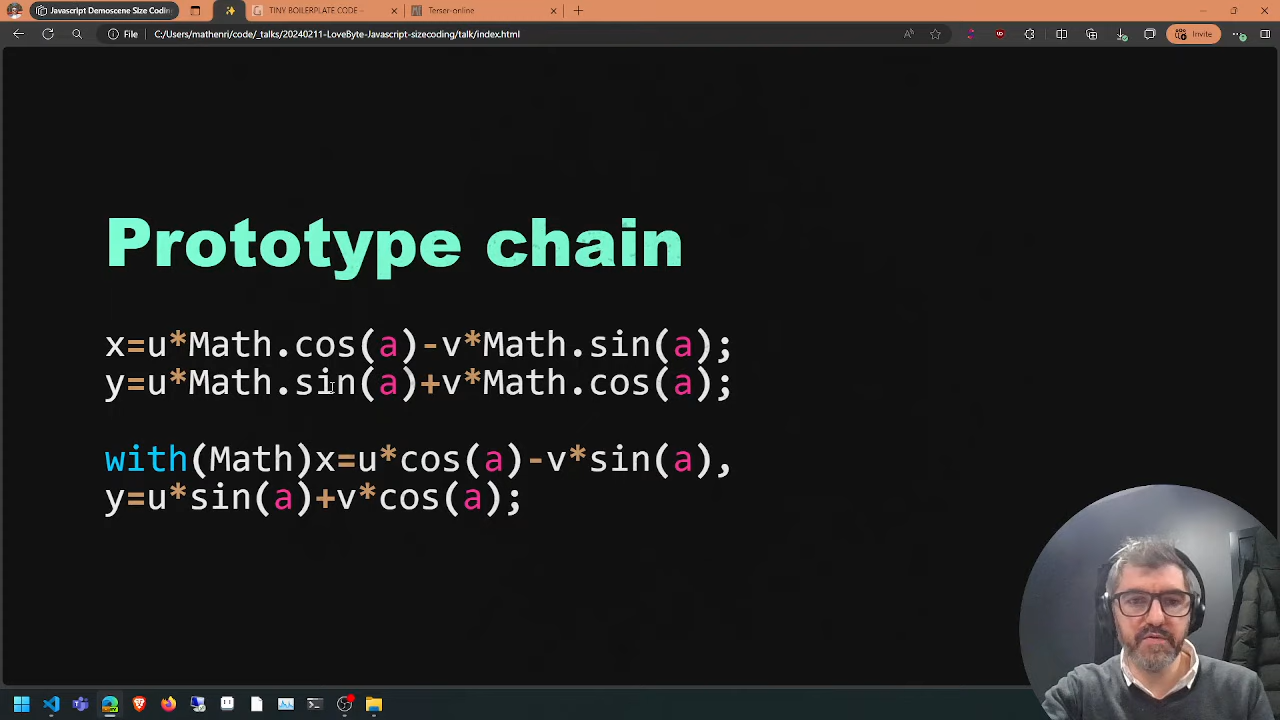 Javascript Demoscene Size Codin
TINY BOILERPLATE CODE –
Terser-online
File
C:/Users/mathenri/code/_talks/20240211-LoveByte-Javascript-sizecoding/talk/index.html
Invite
Prototype chain
x=u*Math.cos(a)-v*Math.sin(a);
y=u*Math.sin(a)+v*Math.cos(a);
with(Math)x=u*cos(a)-v*sin(a),
y=u*sin(a)+v*cos(a);